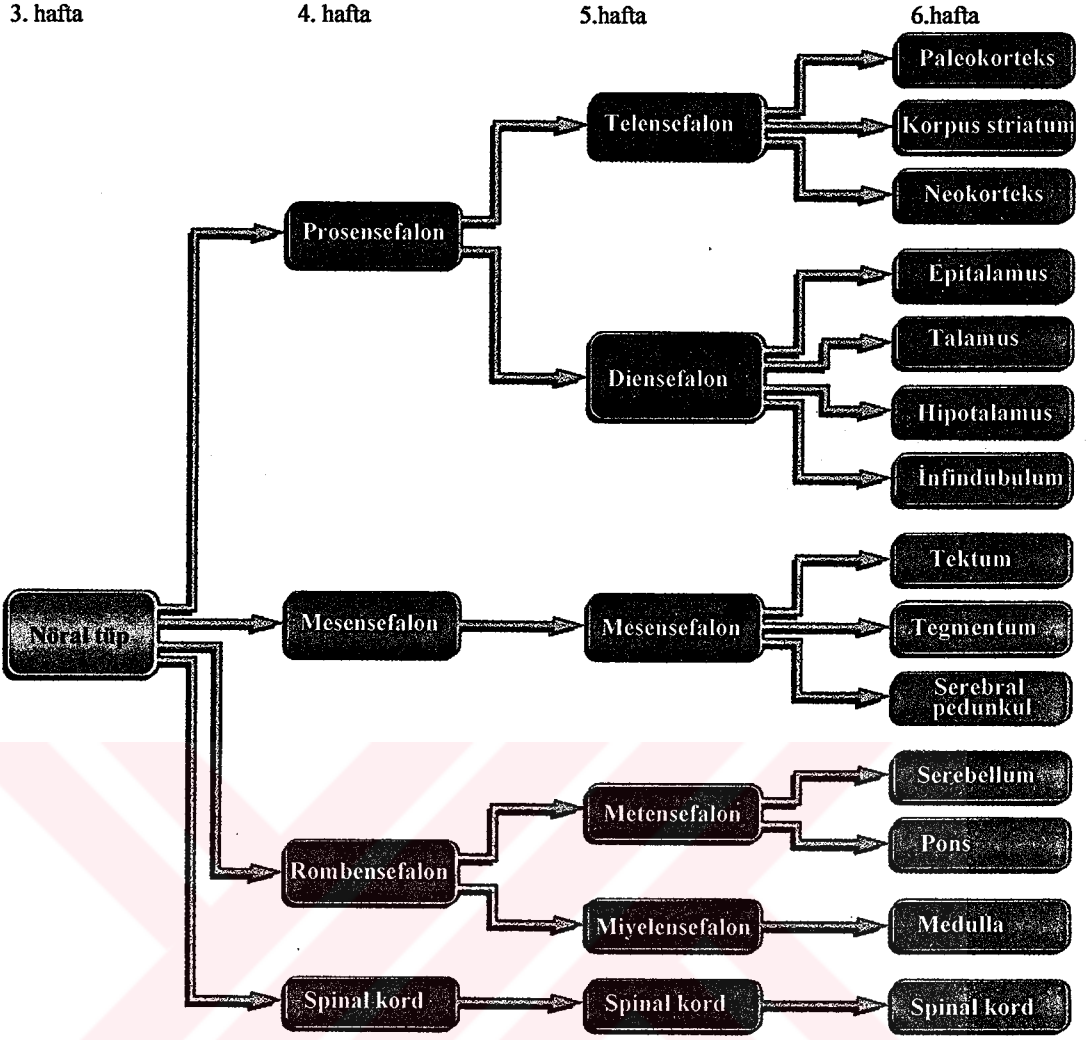 3. hafta
4. hafta
5.hafta
6.hafta
Paleokorteks
Telensefalon
Korpus striatum
Neokorteks
Prosensefalon
Epitalamus
Talamus
Diensefalon
Hipotalamus
İnfindubulum
Tektum
Nöral tüp
Mesensefalon
Mesensefalon
Tegmentum
Serebral
pedunkul
Serebellum
Metensefalon
Pons
Rombensefalon
Miyelensefalon
Medulla
Spinal kord
Spinal kord
Spinal kord